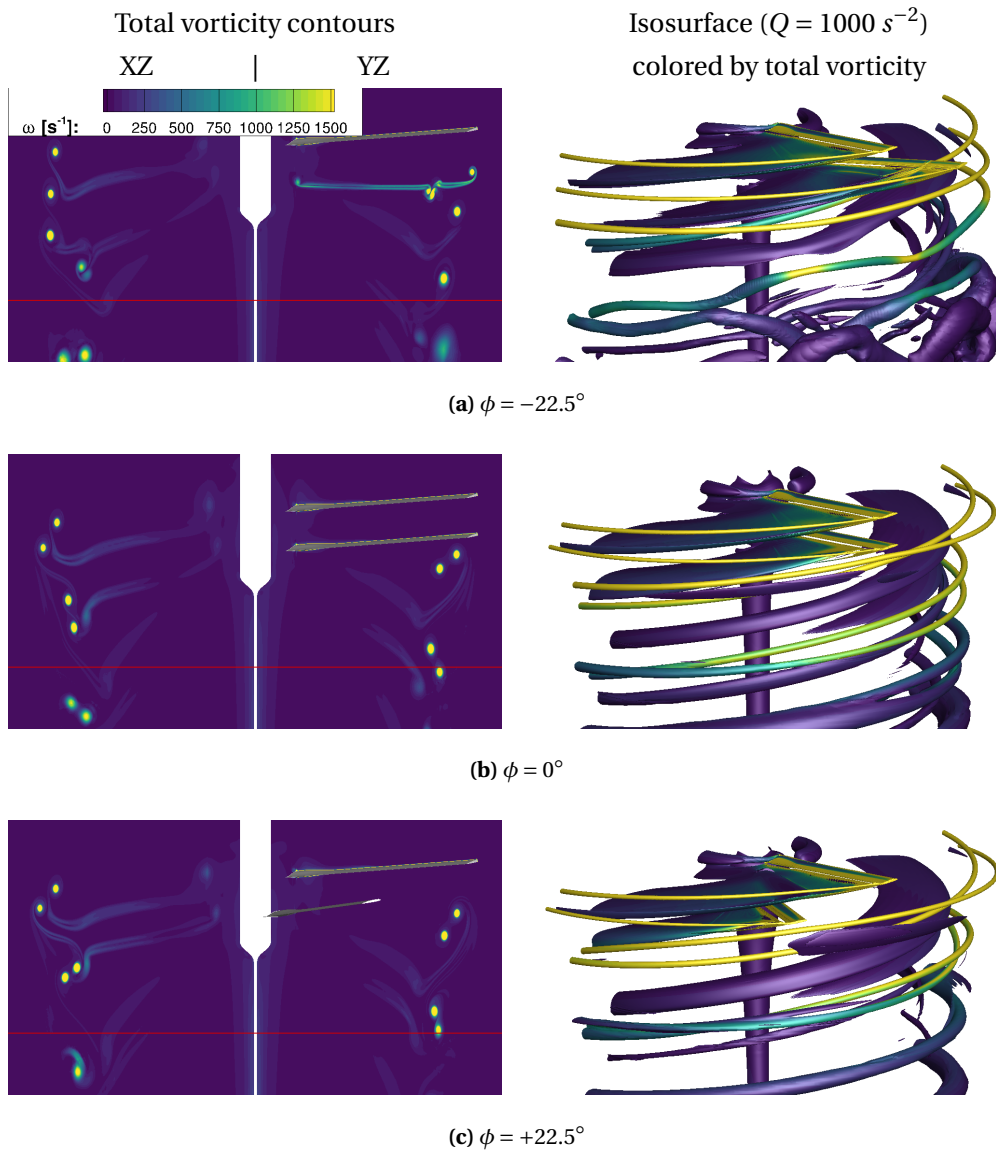 Total vorticity contours
XZ | YZ
Isosurface (Q = 1000 s⁻²)
colored by total vorticity
ω [s⁻¹]: 0 250 500 750 1000 1250 1500
(a) ϕ = −22.5°
(b) ϕ = 0°
(c) ϕ = +22.5°